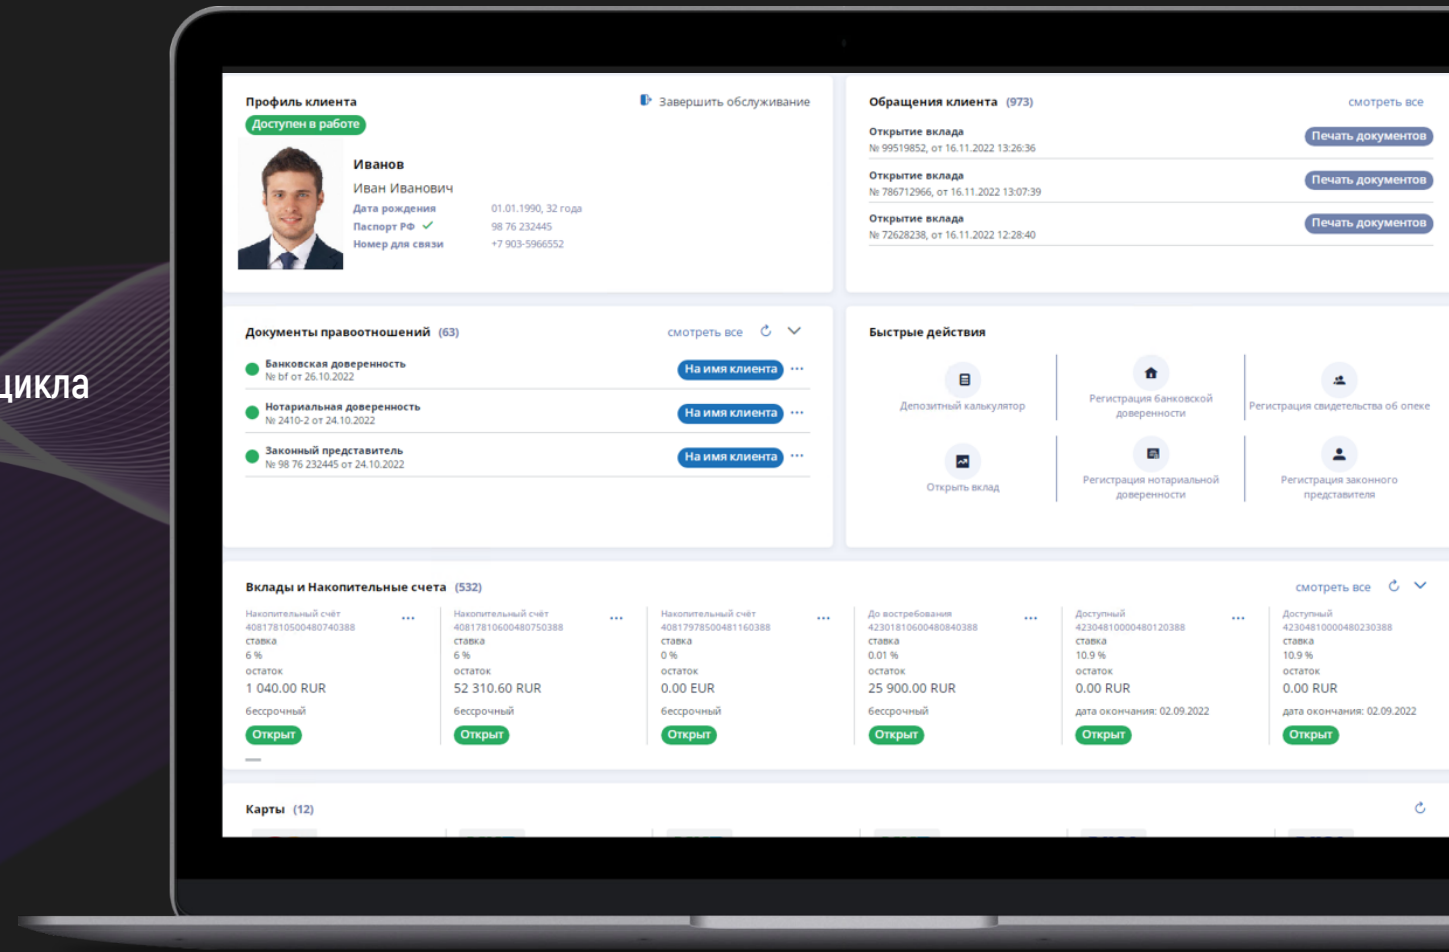 цикла
Профиль клиента
Завершить обслуживание
Доступен в работе
Иванов
Иван Иванович
Дата рождения 01.01.1990, 32 года
Паспорт РФ 98 76 232445
Номер для связи +7 903-5966552
Обращения клиента (973) смотреть все
Открытие вклада
№ 99519852, от 16.11.2022 13:26:36
Печать документов
Открытие вклада
№ 786712966, от 16.11.2022 13:07:39
Печать документов
Открытие вклада
№ 72628238, от 16.11.2022 12:28:40
Печать документов
Документы правоотношений (63) смотреть все
Банковская доверенность
№ bf от 26.10.2022
На имя клиента
Нотариальная доверенность
№ 2410-2 от 24.10.2022
На имя клиента
Законный представитель
№ 98 76 232445 от 24.10.2022
На имя клиента
Быстрые действия
Депозитный калькулятор
Регистрация банковской
доверенности
Регистрация свидетельства об опеке
Открыть вклад
Регистрация нотариальной
доверенности
Регистрация законного
представителя
Вклады и Накопительные счета (532) смотреть все
Накопительный счёт
40817810500480740388
ставка
6 %
остаток
1 040.00 RUR
бессрочный
Открыт
Накопительный счёт
40817810600480750388
ставка
6 %
остаток
52 310.60 RUR
бессрочный
Открыт
Накопительный счёт
40817978500481160388
ставка
0 %
остаток
0.00 EUR
бессрочный
Открыт
До востребования
42301810600480840388
ставка
0.01 %
остаток
25 900.00 RUR
бессрочный
Открыт
Доступный
42304810000480120388
ставка
10.9 %
остаток
0.00 RUR
дата окончания: 02.09.2022
Открыт
Доступный
42304810000480230388
ставка
10.9 %
остаток
0.00 RUR
дата окончания: 02.09.2022
Открыт
Карты (12)